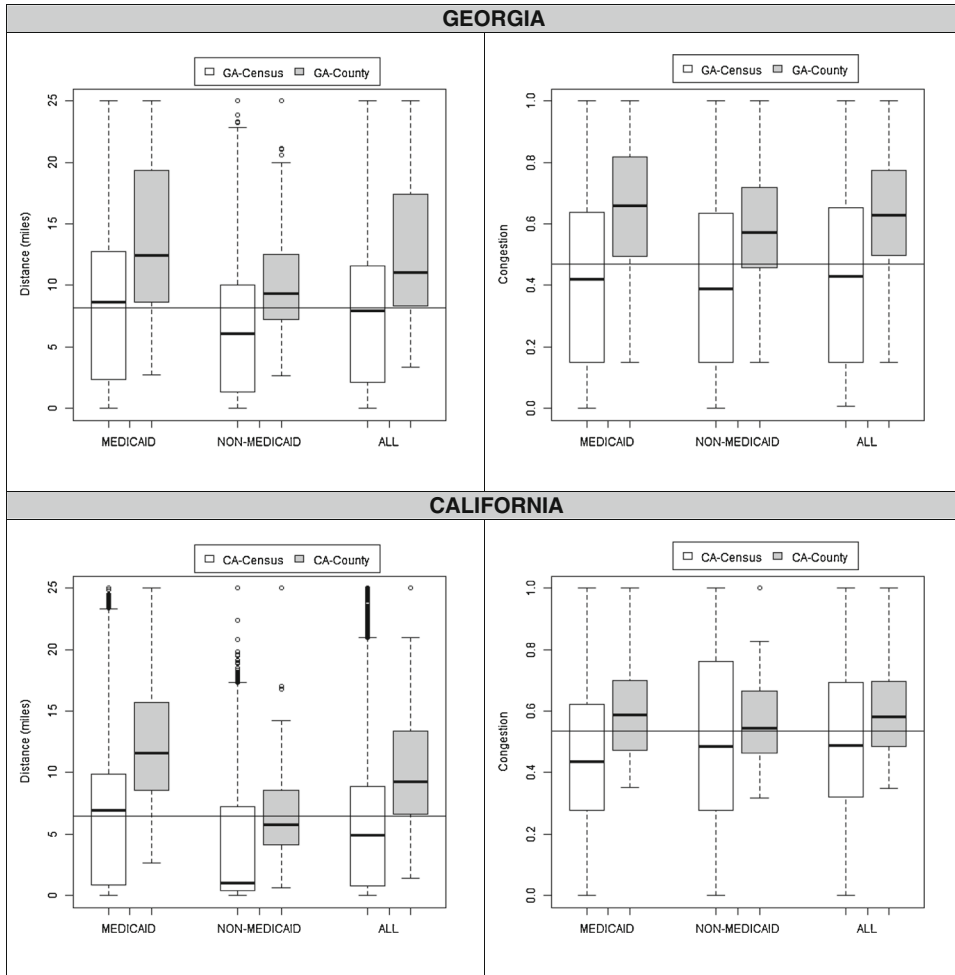 GEORGIA
GA-Census GA-County
Distance (miles)
25
20
15
10
5
0
MEDICAID NON-MEDICAID ALL
GA-Census GA-County
Congestion
1.0
0.8
0.6
0.4
0.2
0.0
MEDICAID NON-MEDICAID ALL
CALIFORNIA
CA-Census CA-County
Distance (miles)
25
20
15
10
5
0
MEDICAID NON-MEDICAID ALL
CA-Census CA-County
Congestion
1.0
0.8
0.6
0.4
0.2
0.0
MEDICAID NON-MEDICAID ALL